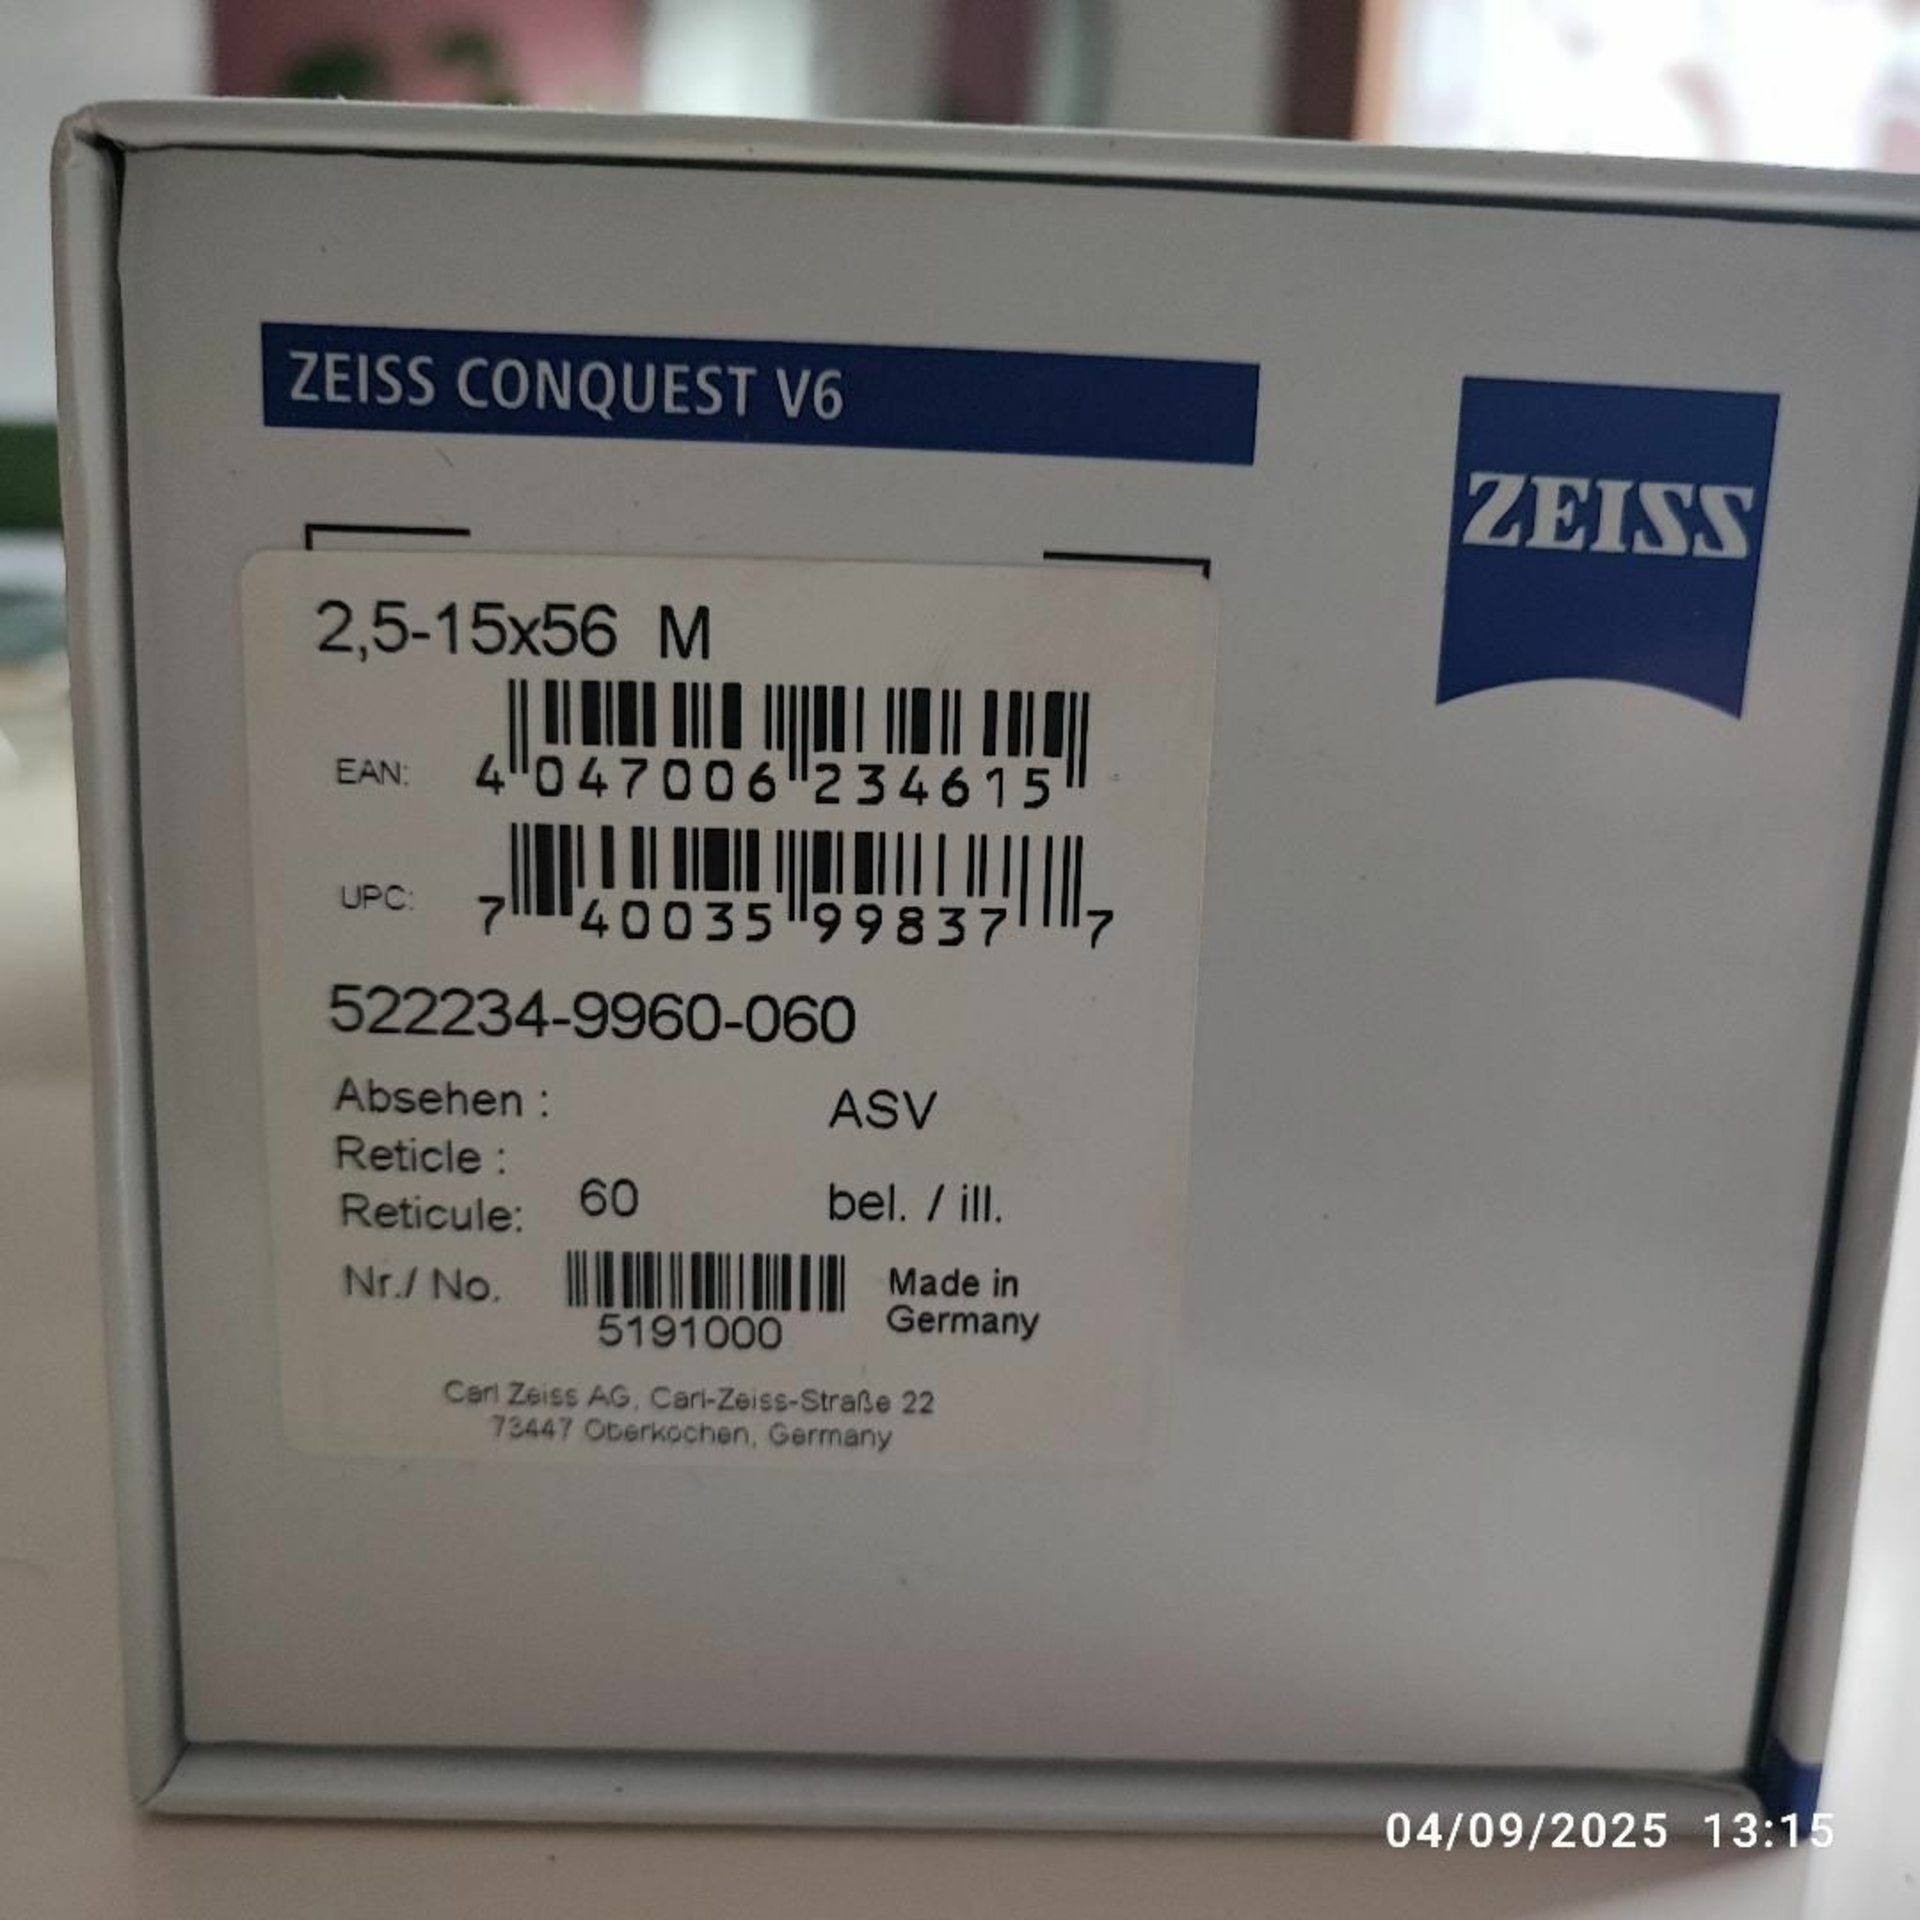 ZEISS CONQUEST V6
ZEISS
2,5-15x56 M
EAN: 4 047006 234615
UPC: 7 40035 99837 7
522234-9960-060
Absehen : ASV
Reticle :
Reticule: 60 bel. / ill.
Nr./ No. 5191000
Made in
Germany
Carl Zeiss AG, Carl-Zeiss-Straße 22
73447 Oberkochen, Germany
04/09/2025 13:15